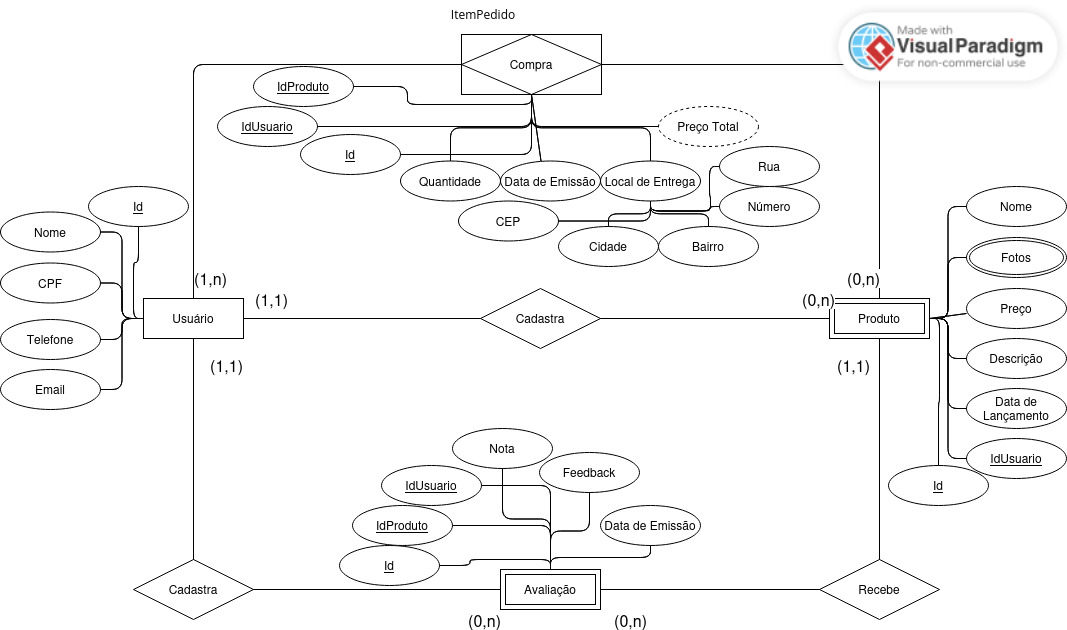 ItemPedido
Made with
VisualParadigm
For non-commercial use
Compra
IdProduto
IdUsuario
Preço Total
Id
Rua
Quantidade
Data de Emissão
Local de Entrega
Id
Número
CEP
Nome
Nome
Cidade
Bairro
Fotos
CPF
(1,n)
(0,n)
(1,1)
(0,n)
Preço
Usuário
Cadastra
Produto
Telefone
(1,1)
(1,1)
Descrição
Email
Data de
Lançamento
Nota
IdUsuario
Feedback
IdUsuario
Id
IdProduto
Data de Emissão
Id
Cadastra
Avaliação
Recebe
(0,n)
(0,n)